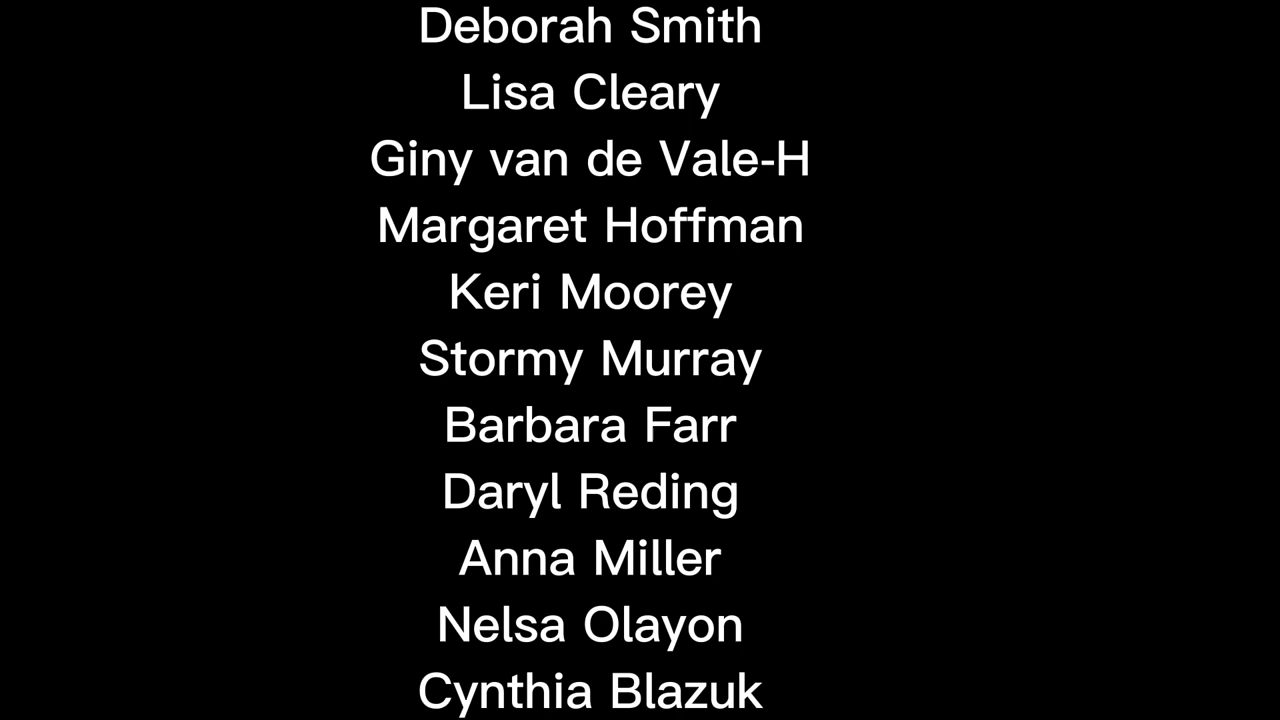 Deborah Smith
Lisa Cleary
Giny van de Vale-H
Margaret Hoffman
Keri Moorey
Stormy Murray
Barbara Farr
Daryl Reding
Anna Miller
Nelsa Olayon
Cynthia Blazuk